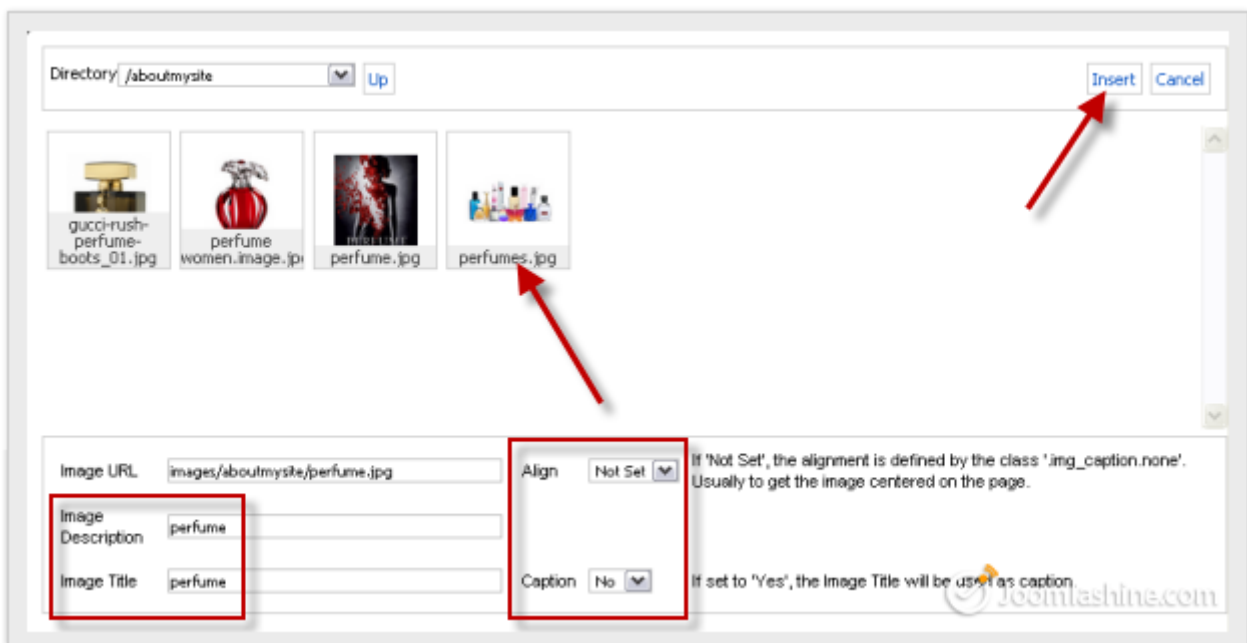 Directory /aboutmysite Up Insert Cancel
PERFUME
gucci-rush-
perfume-
boots_01.jpg
perfume
women.image.jp
perfume.jpg
perfumes.jpg
Image URL images/aboutmysite/perfume.jpg Align Not Set If 'Not Set', the alignment is defined by the class '.img_caption.none'.
Usually to get the image centered on the page.
Image
Description perfume
Image Title perfume Caption No If set to 'Yes', the Image Title will be used as caption.
Joomlashine.com